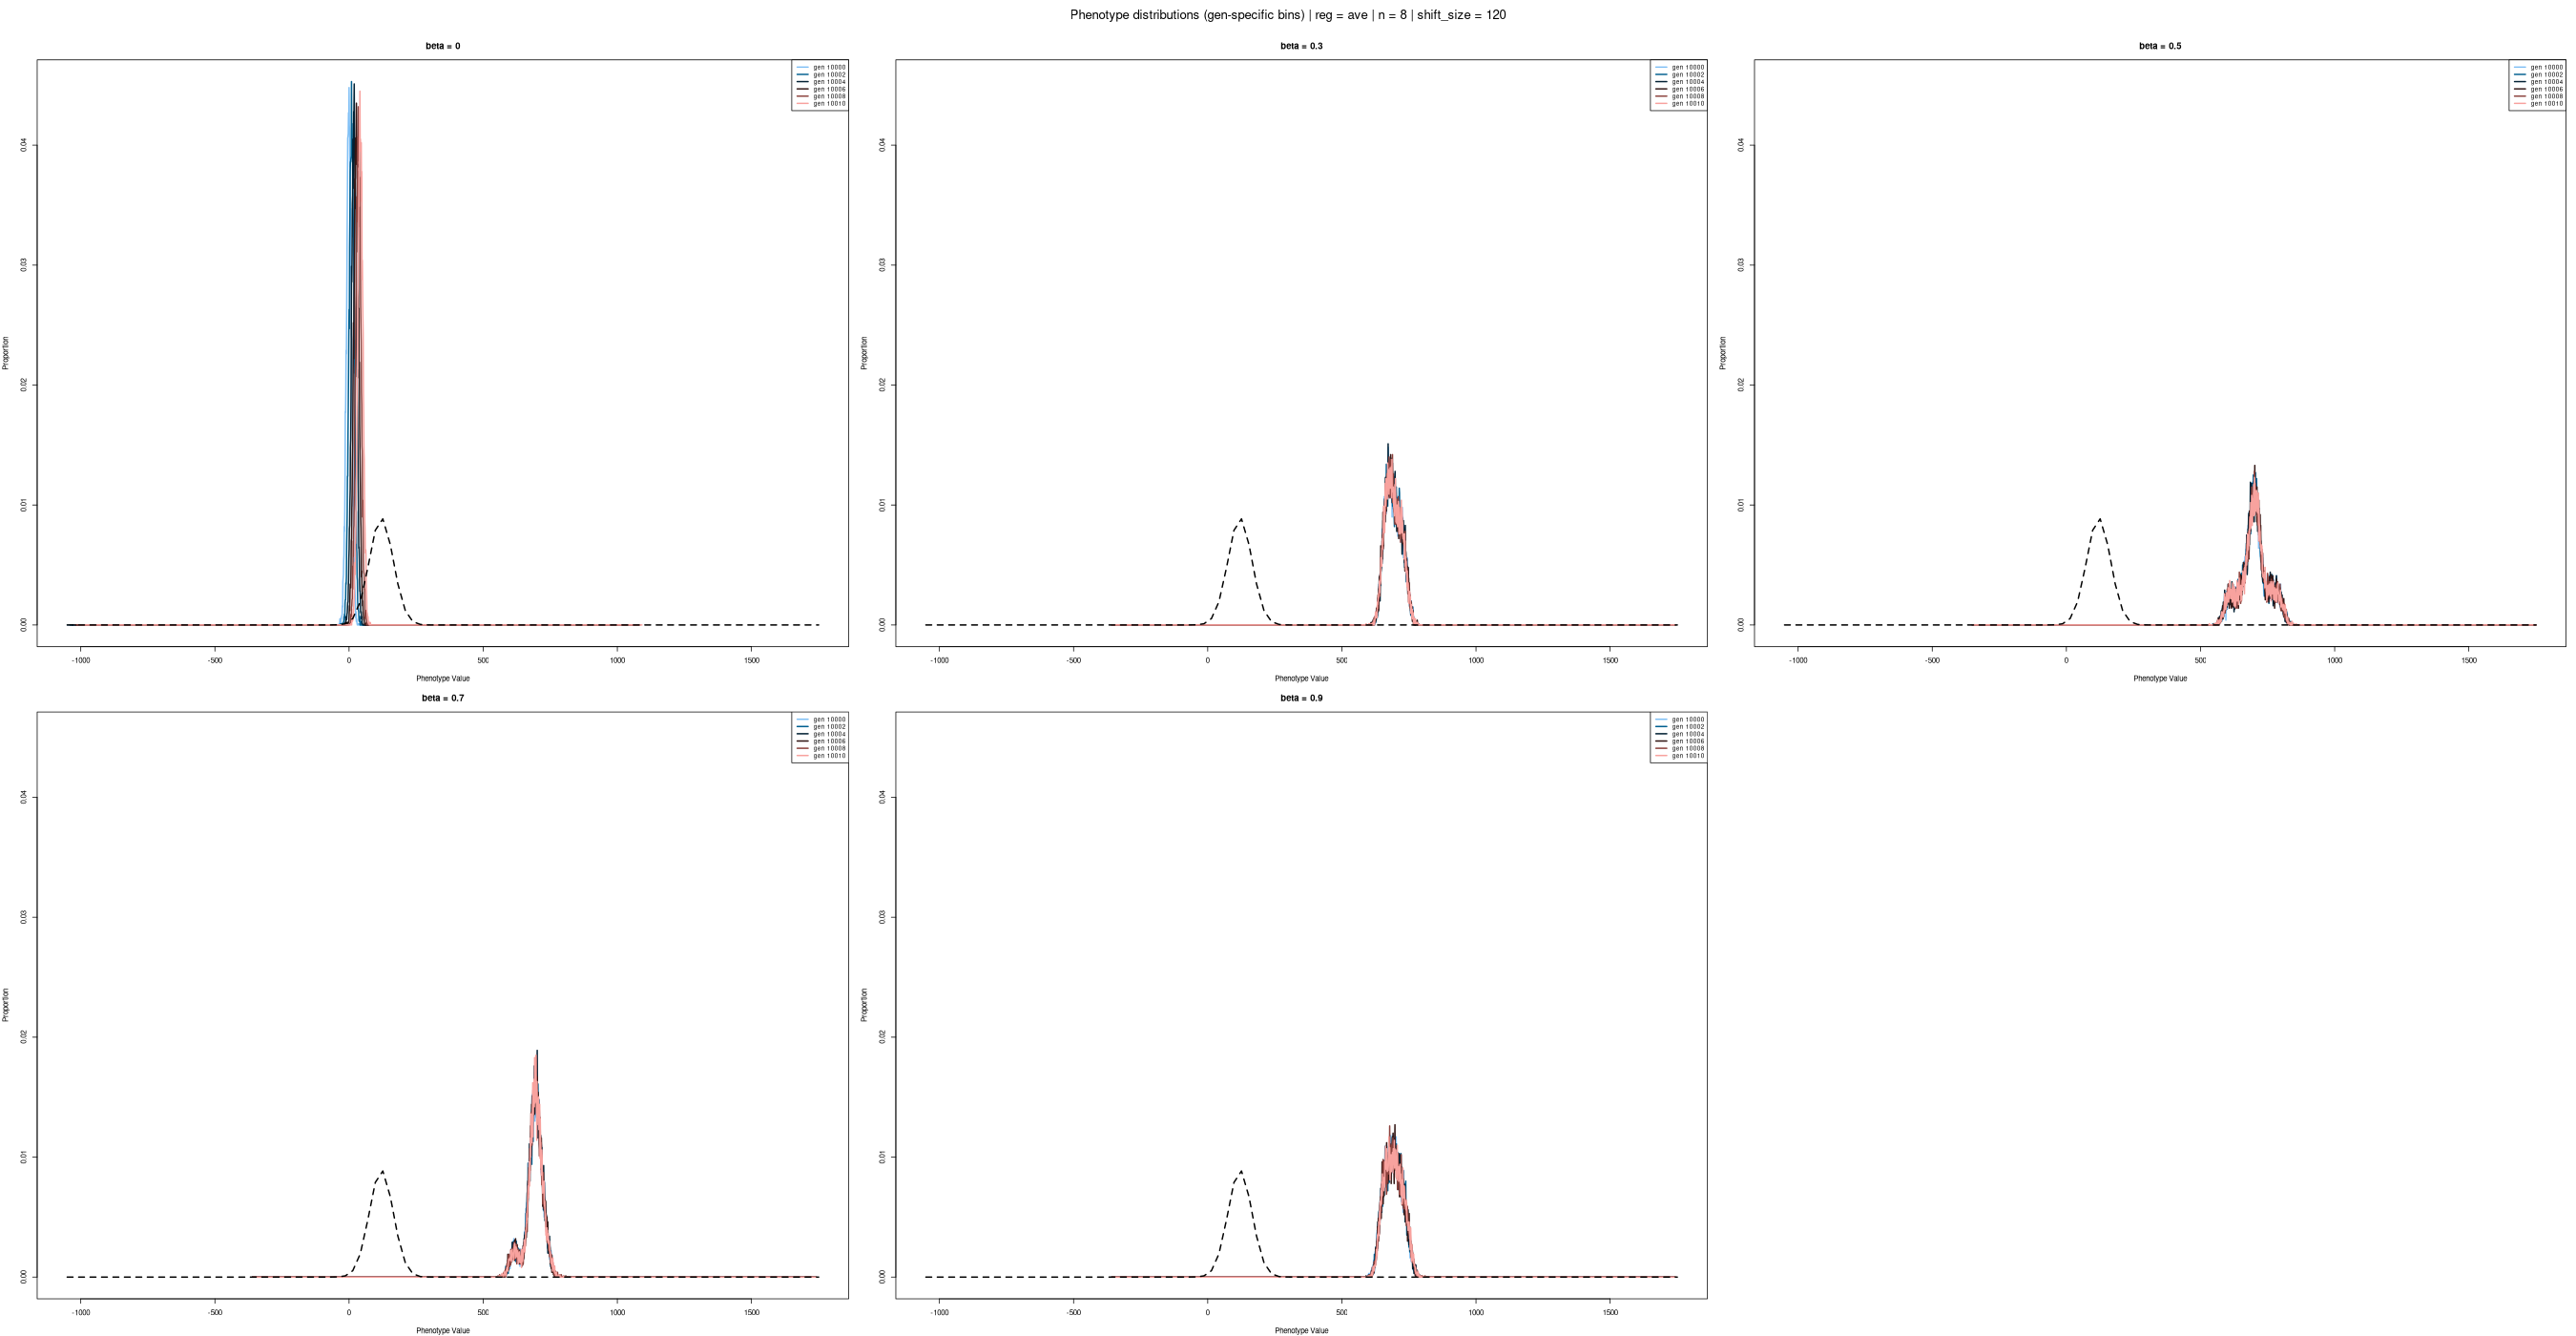 Phenotype distributions (gen-specific bins) | reg = ave | n = 8 | shift_size = 120
beta = 0
gen 10000
gen 10002
gen 10004
gen 10006
gen 10008
gen 10010
Proportion
0.00
0.01
0.02
0.03
0.04
-1000
-500
0
500
1000
1500
Phenotype Value
beta = 0.3
gen 10000
gen 10002
gen 10004
gen 10006
gen 10008
gen 10010
Proportion
0.00
0.01
0.02
0.03
0.04
-1000
-500
0
500
1000
1500
Phenotype Value
beta = 0.5
gen 10000
gen 10002
gen 10004
gen 10006
gen 10008
gen 10010
Proportion
0.00
0.01
0.02
0.03
0.04
-1000
-500
0
500
1000
1500
Phenotype Value
beta = 0.7
gen 10000
gen 10002
gen 10004
gen 10006
gen 10008
gen 10010
Proportion
0.00
0.01
0.02
0.03
0.04
-1000
-500
0
500
1000
1500
Phenotype Value
beta = 0.9
gen 10000
gen 10002
gen 10004
gen 10006
gen 10008
gen 10010
Proportion
0.00
0.01
0.02
0.03
0.04
-1000
-500
0
500
1000
1500
Phenotype Value